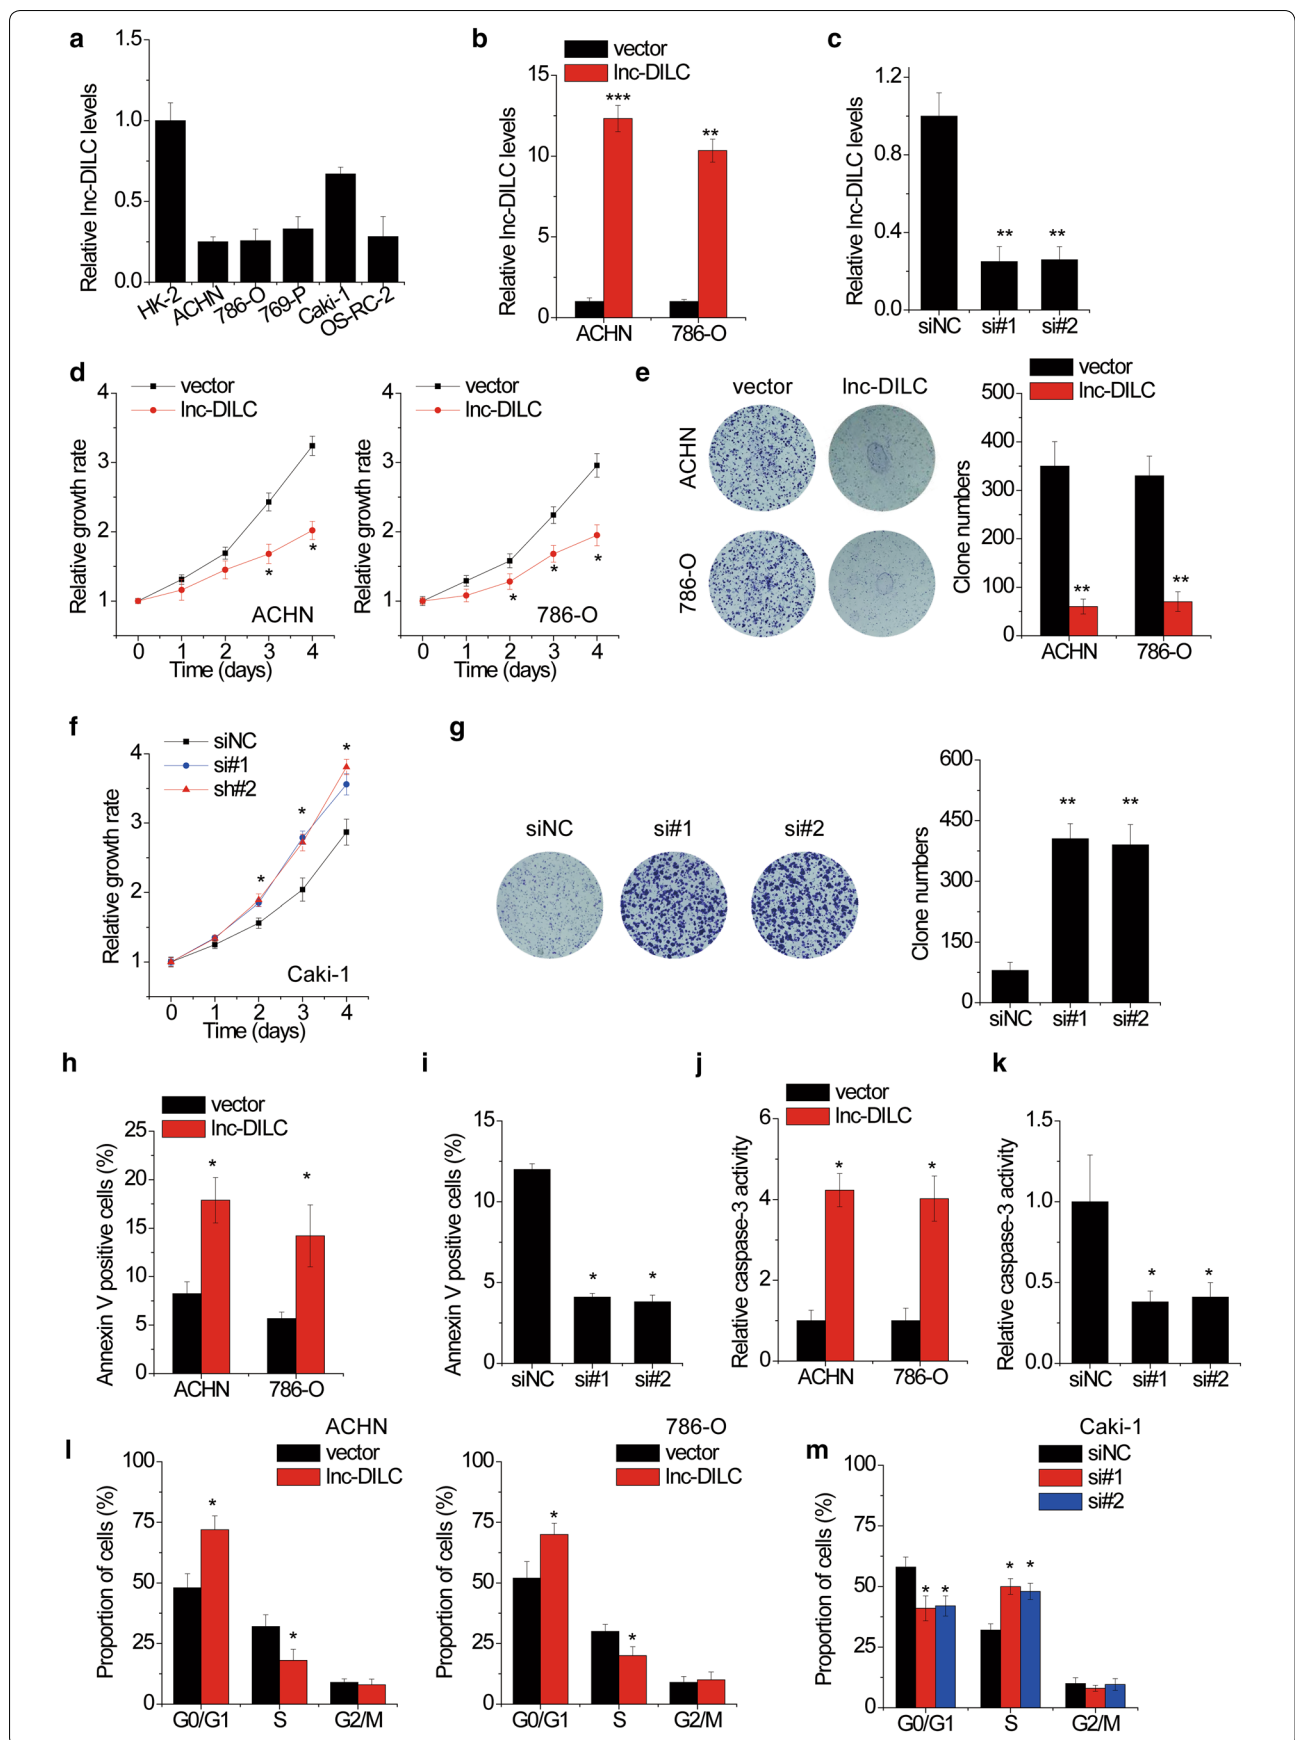 a
1.5
1.0
0.5
0.0
Relative lnc-DILC levels
HK-2
ACHN
786-O
769-P
Caki-1
OS-RC-2
b
vector
lnc-DILC
15
10
5
0
Relative lnc-DILC levels
***
**
ACHN
786-O
c
1.2
0.8
0.4
0.0
Relative lnc-DILC levels
**
**
siNC
si#1
si#2
d
vector
lnc-DILC
4
3
2
1
Relative growth rate
*
*
ACHN
0 1 2 3 4
Time (days)
vector
lnc-DILC
4
3
2
1
Relative growth rate
*
*
*
786-O
0 1 2 3 4
Time (days)
e
vector
lnc-DILC
ACHN
786-O
vector
lnc-DILC
500
400
300
200
100
0
Clone numbers
**
**
ACHN
786-O
f
siNC
si#1
sh#2
4
3
2
1
Relative growth rate
*
*
*
Caki-1
0 1 2 3 4
Time (days)
g
siNC
si#1
si#2
600
450
300
150
0
Clone numbers
**
**
siNC
si#1
si#2
h
vector
lnc-DILC
25
20
15
10
5
0
Annexin V positive cells (%)
*
*
ACHN
786-O
i
15
10
5
0
Annexin V positive cells (%)
*
*
siNC
si#1
si#2
j
vector
lnc-DILC
6
4
2
0
Relative caspase-3 activity
*
*
ACHN
786-O
k
1.5
1.0
0.5
0.0
Relative caspase-3 activity
*
*
siNC
si#1
si#2
l
ACHN
vector
lnc-DILC
100
75
50
25
0
Proportion of cells (%)
*
*
G0/G1
S
G2/M
786-O
vector
lnc-DILC
100
75
50
25
0
Proportion of cells (%)
*
*
G0/G1
S
G2/M
m
Caki-1
siNC
si#1
si#2
100
75
50
25
0
Proportion of cells (%)
* *
* *
G0/G1
S
G2/M